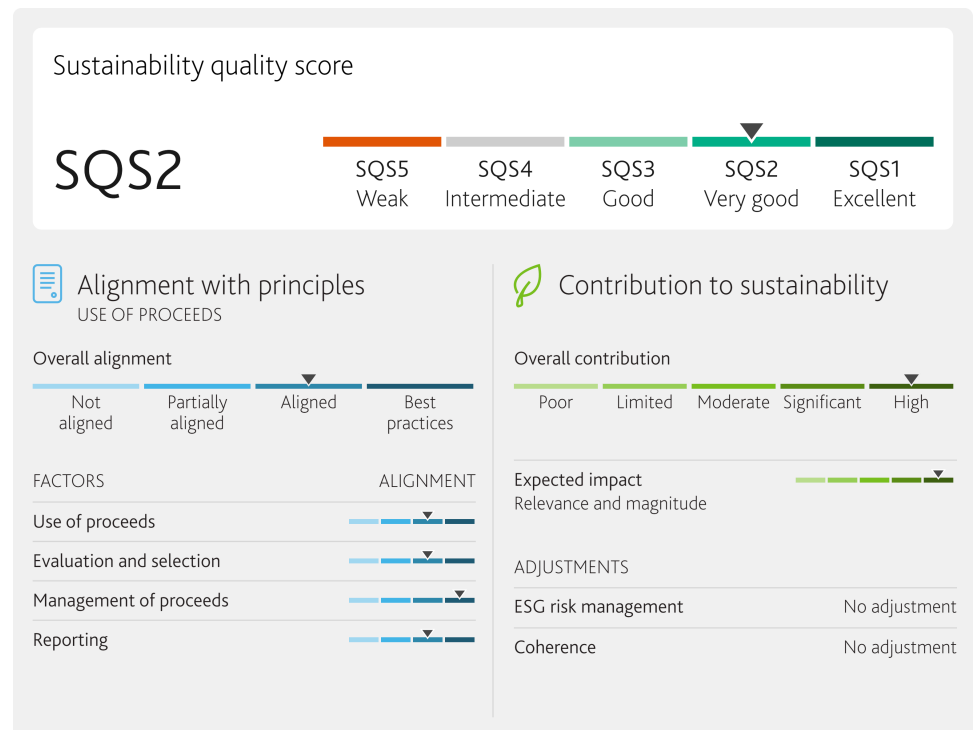 Sustainability quality score
SQS2
SQS5 SQS4 SQS3 SQS2 SQS1
Weak Intermediate Good Very good Excellent
Alignment with principles
USE OF PROCEEDS
Overall alignment
Not aligned
Partially aligned
Aligned
Best practices
FACTORS ALIGNMENT
Use of proceeds
Evaluation and selection
Management of proceeds
Reporting
Contribution to sustainability
Overall contribution
Poor Limited Moderate Significant High
Expected impact
Relevance and magnitude
ADJUSTMENTS
ESG risk management No adjustment
Coherence No adjustment